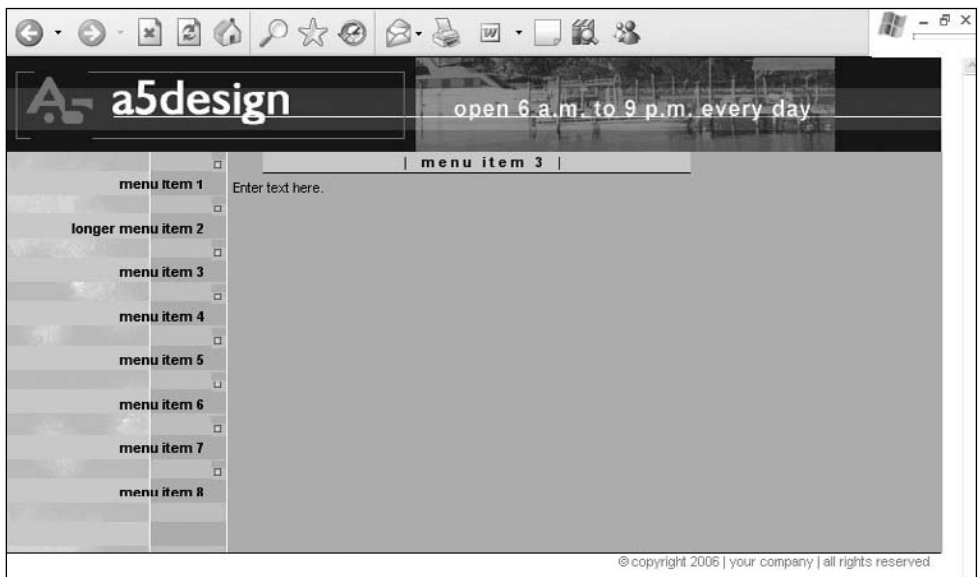 A5
a5design
open 6 a.m. to 9 p.m. every day
| menu item 3 |
menu item 1
Enter text here.
longer menu item 2
menu item 3
menu item 4
menu item 5
menu item 6
menu item 7
menu item 8
© copyright 2006 | your company | all rights reserved